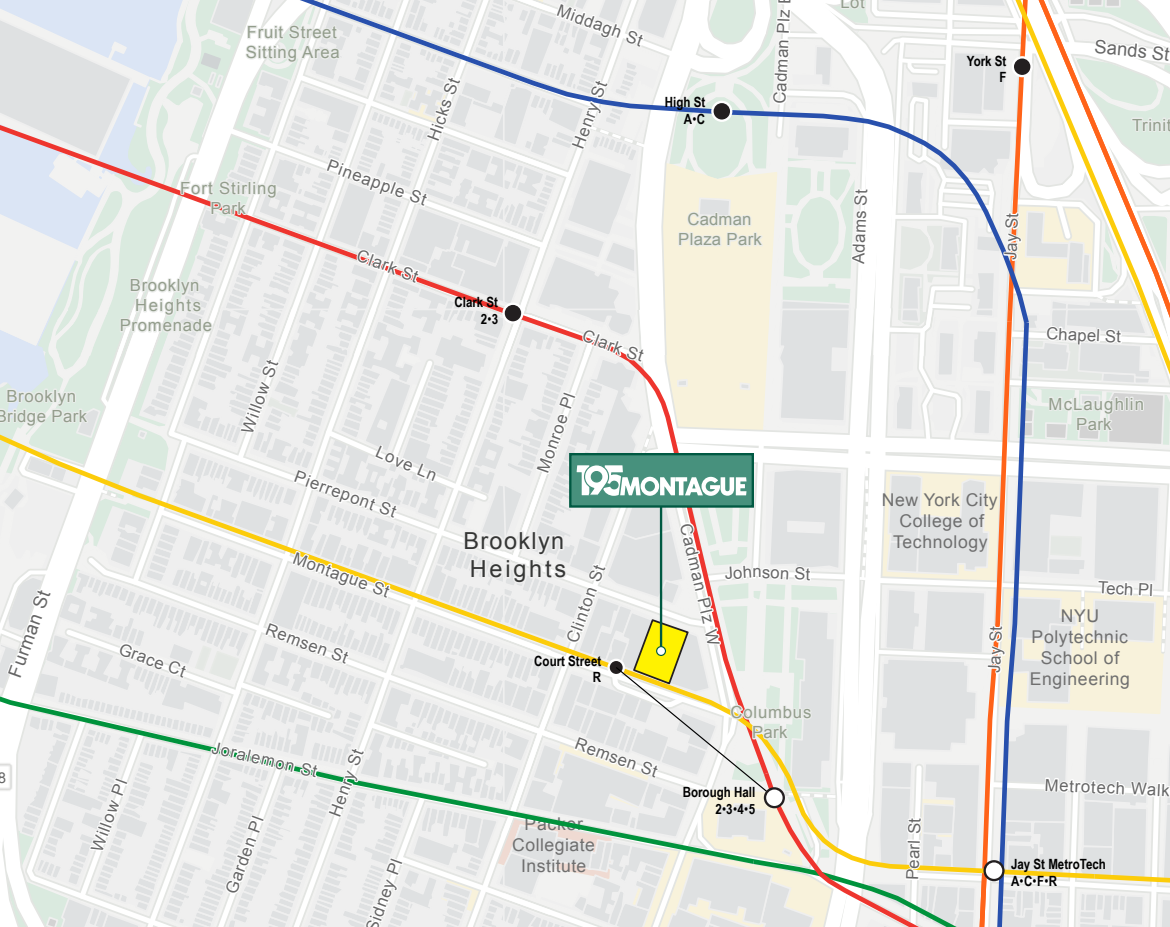 Middagh St
Cadman Plz E
Lot
Fruit Street
Sitting Area
Sands St
York St
F
Hicks St
Henry St
High St
A•C
Trinit
Pineapple St
Fort Stirling
Park
Cadman
Plaza Park
Adams St
Jay St
Clark St
Brooklyn
Heights
Promenade
Clark St
2•3
Clark St
Chapel St
Willow St
Brooklyn
Bridge Park
Monroe Pl
McLaughlin
Park
Love Ln
195MONTAGUE
Pierrepont St
New York City
College of
Technology
Brooklyn
Heights
Cadman Plz W
Johnson St
Tech Pl
Montague St
Clinton St
Furman St
NYU
Polytechnic
School of
Engineering
Remsen St
Grace Ct
Court Street
R
Jay St
Columbus
Park
Joralemon St
Remsen St
Henry St
8
Borough Hall
2•3•4•5
Metrotech Walk
Willow Pl
Garden Pl
Packer
Collegiate
Institute
Pearl St
Sidney Pl
Jay St MetroTech
A•C•F•R